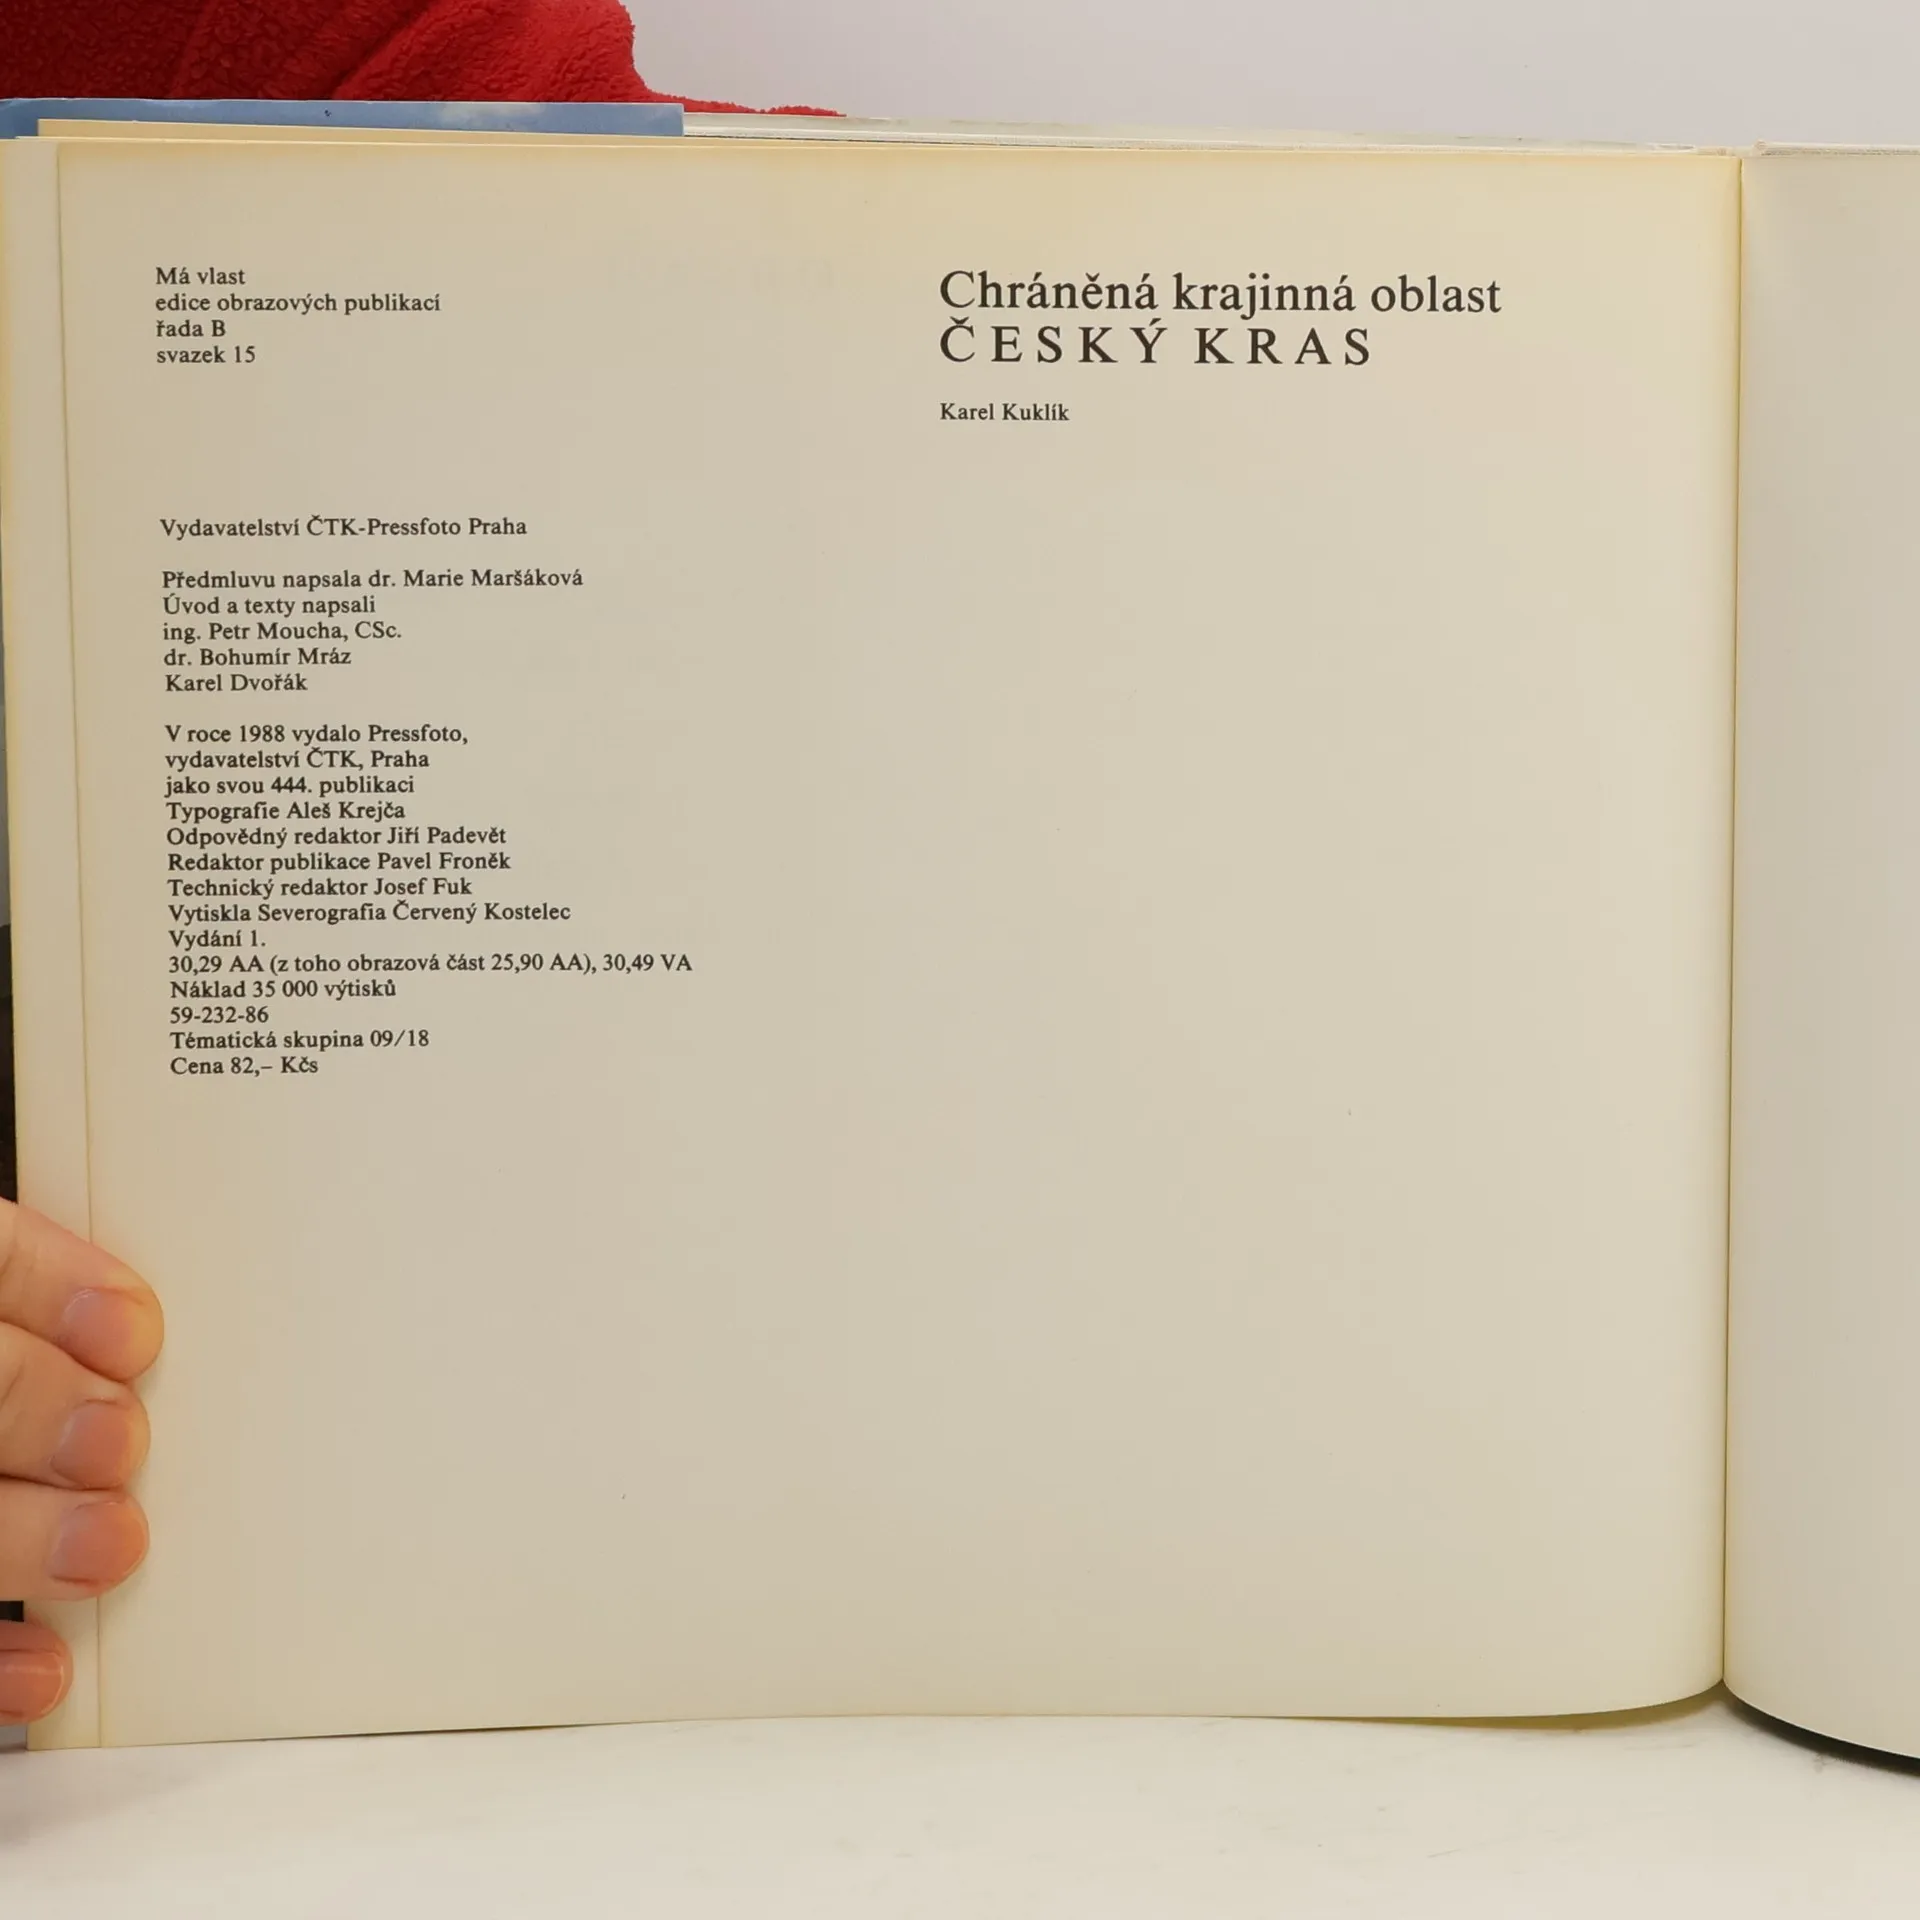 Má vlast
edice obrazových publikací
řada B
svazek 15
Vydavatelství ČTK-Pressfoto Praha
Předmluvu napsala dr. Marie Maršáková
Úvod a texty napsali
ing. Petr Moucha, CSc.
dr. Bohumír Mráz
Karel Dvořák
V roce 1988 vydalo Pressfoto,
vydavatelství ČTK, Praha
jako svou 444. publikaci
Typografie Aleš Krejča
Odpovědný redaktor Jiří Padevět
Redaktor publikace Pavel Froněk
Technický redaktor Josef Fuk
Vytiskla Severografia Červený Kostelec
Vydání 1.
30,29 AA (z toho obrazová část 25,90 AA), 30,49 VA
Náklad 35 000 výtisků
59-232-86
Tématická skupina 09/18
Cena 82,– Kčs
Chráněná krajinná oblast
ČESKÝ KRAS
Karel Kuklík